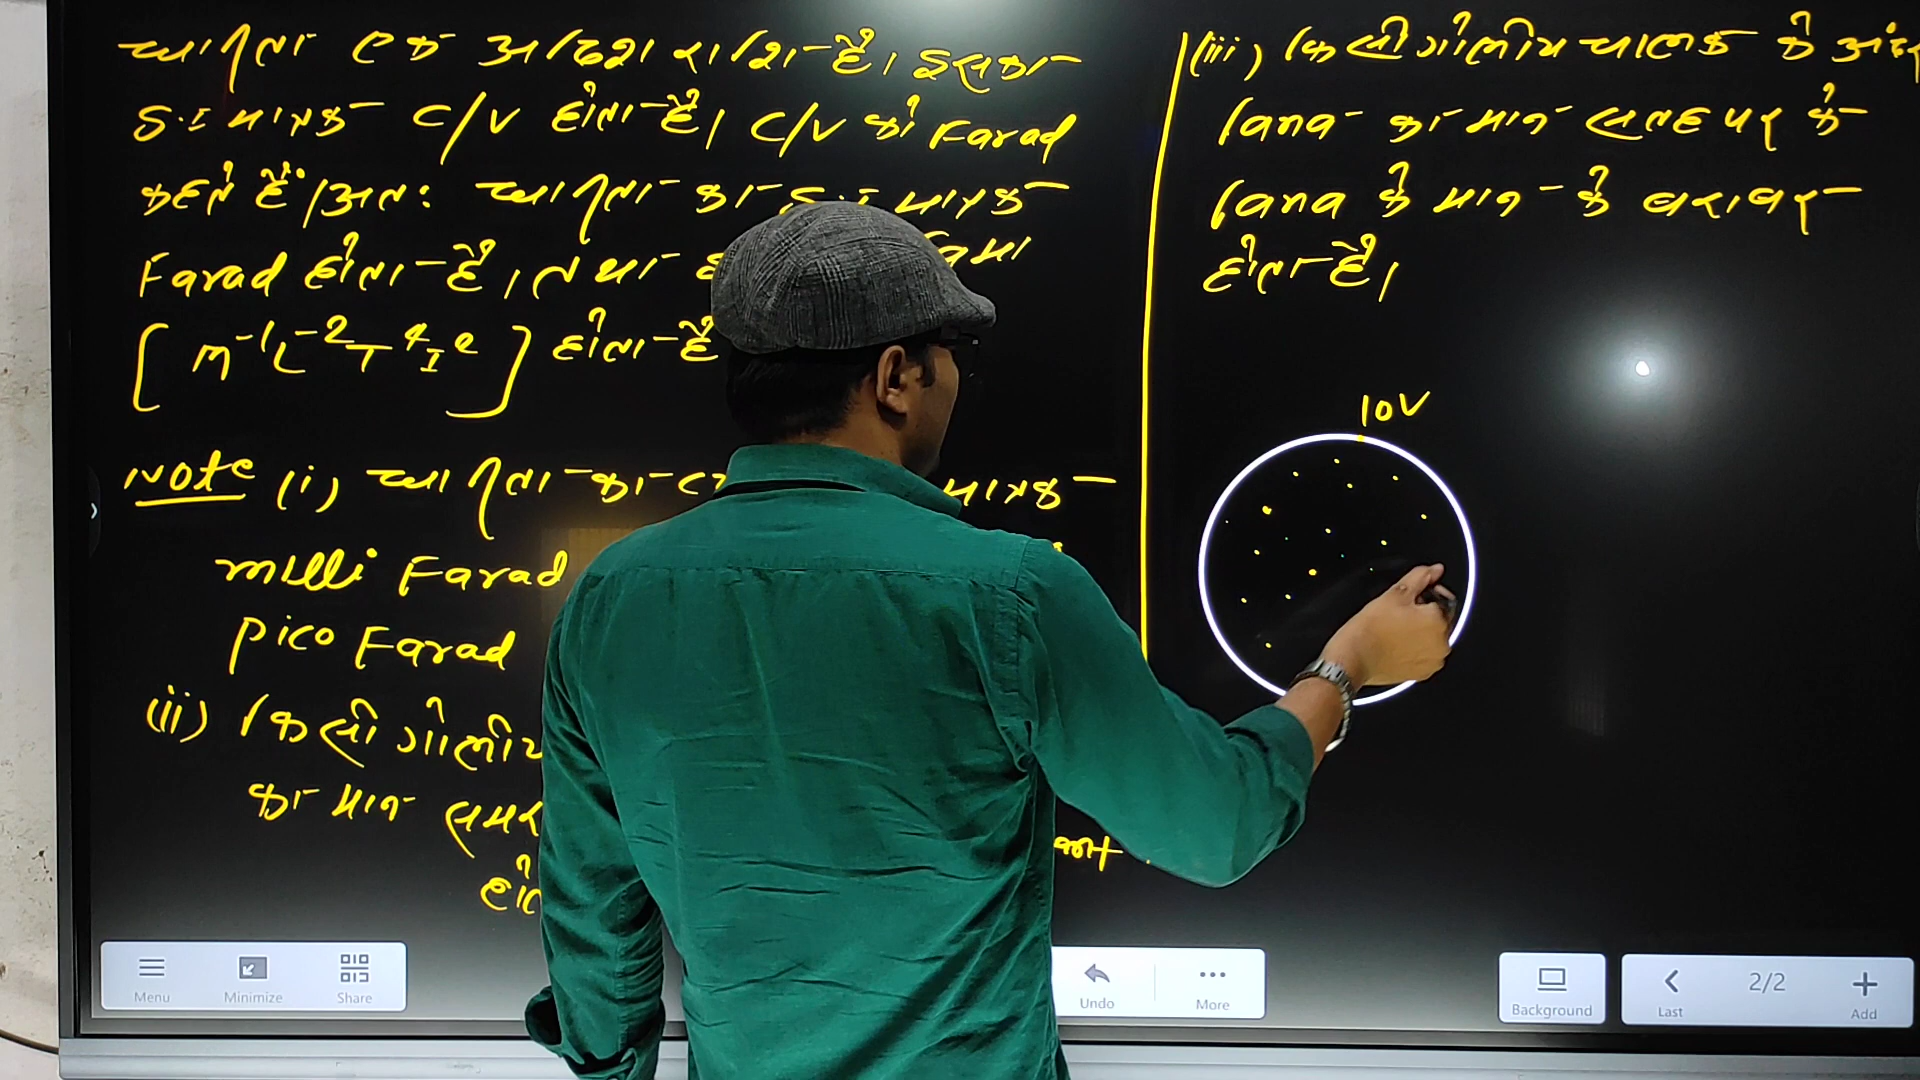 धारिता एक अदिश राशि है। इसका
S.I मात्रक C/V होता है। C/V को Farad
कहते हैं। अतः धारिता का S.I मात्रक
Farad होता है। तथा
[ M⁻¹L⁻²T⁴I² ] होता है
Note (i) धारिता का मात्रक
milli Farad
pico Farad
(ii) किसी गोलीय
का मान
(iii) किसी गोलीय चालक के अंदर
विभव का मान सतह पर के
विभव के मान के बराबर
होता है।
10V
Menu Minimize Share
Undo More
Background
Last 2/2 Add